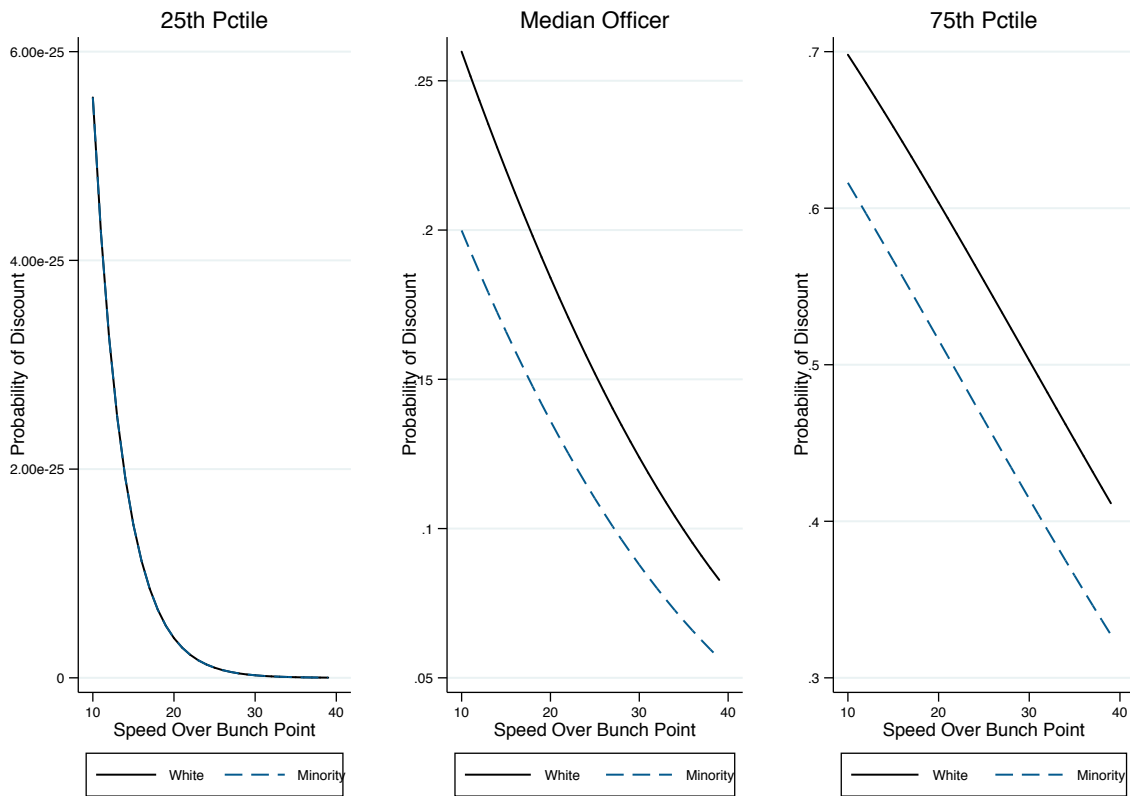 25th Pctile
Probability of Discount
6.00e-25
4.00e-25
2.00e-25
0
10 20 30 40
Speed Over Bunch Point
White Minority
Median Officer
Probability of Discount
.25
.2
.15
.1
.05
10 20 30 40
Speed Over Bunch Point
White Minority
75th Pctile
Probability of Discount
.7
.6
.5
.4
.3
10 20 30 40
Speed Over Bunch Point
White Minority